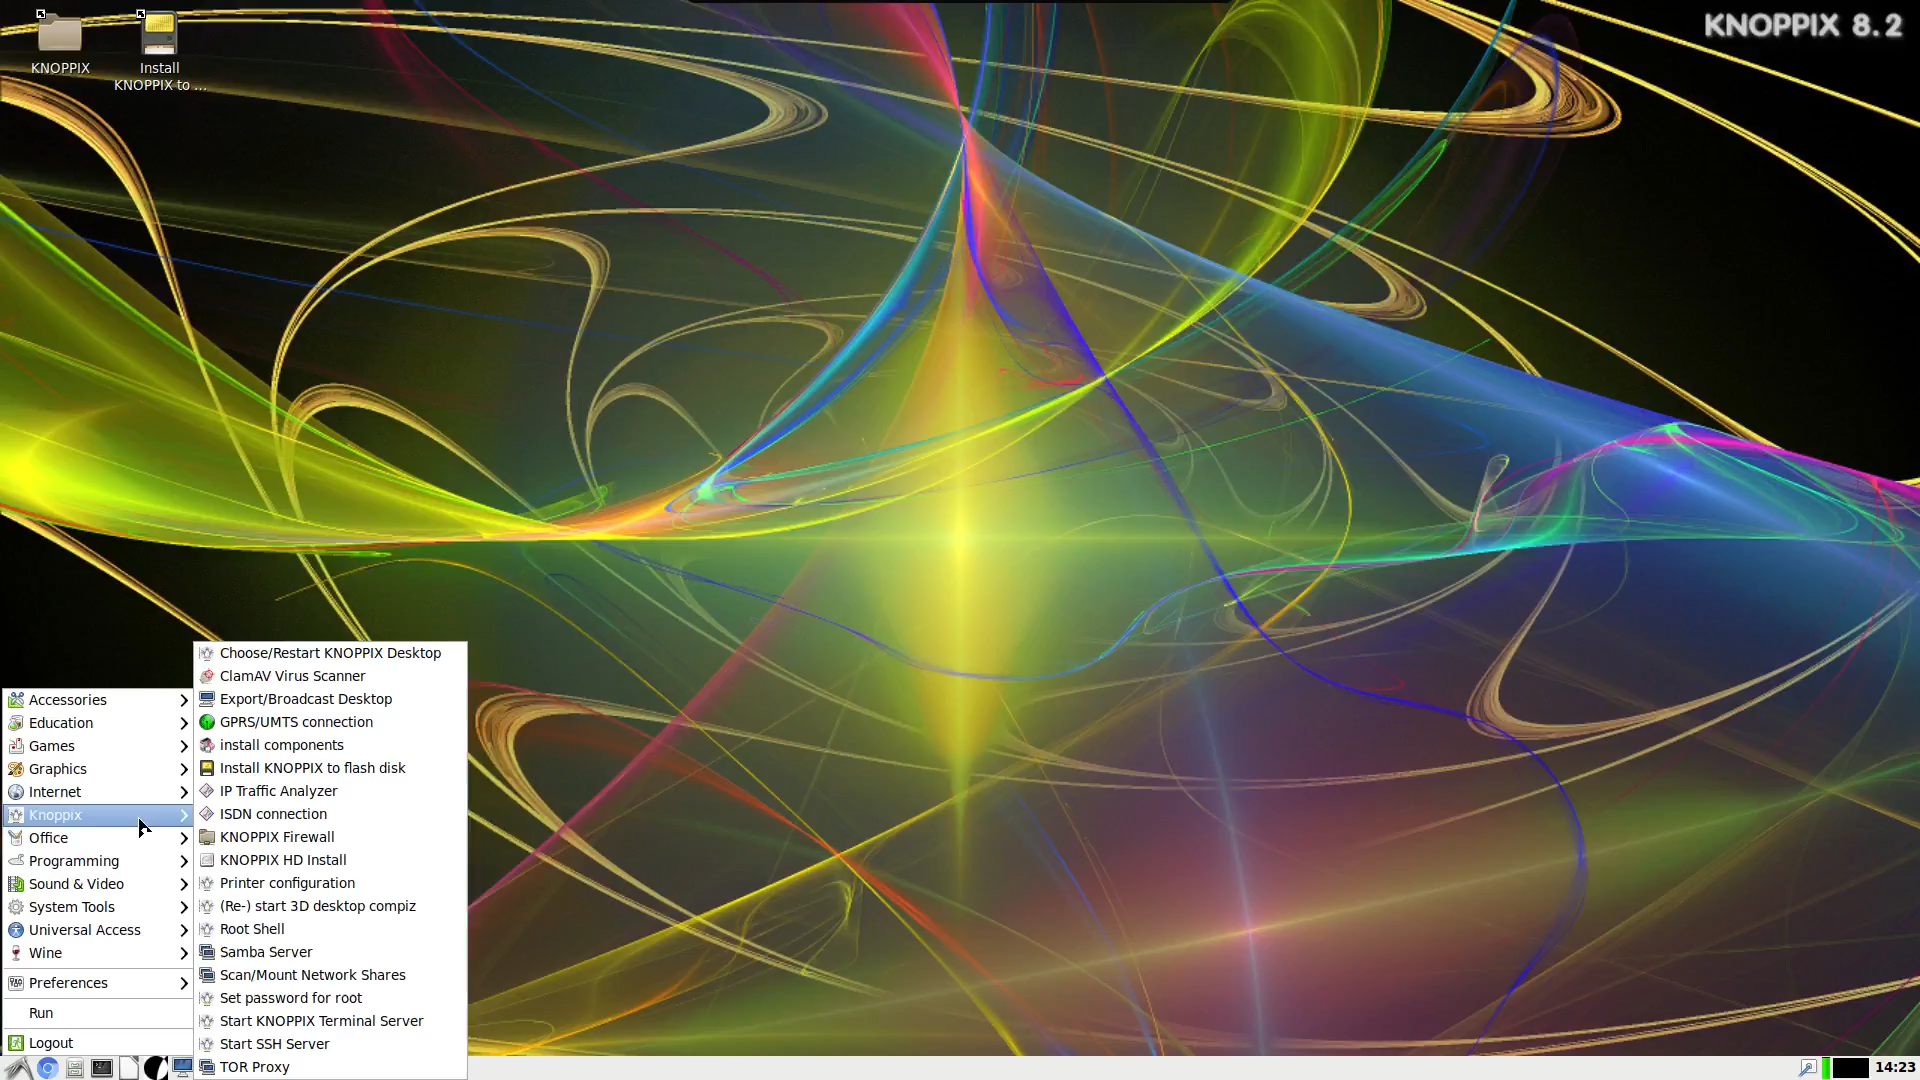 KNOPPIX 8.2
KNOPPIX
Install
KNOPPIX to ...
Accessories
Education
Games
Graphics
Internet
Knoppix
Office
Programming
Sound & Video
System Tools
Universal Access
Wine
Preferences
Run
Logout
Choose/Restart KNOPPIX Desktop
ClamAV Virus Scanner
Export/Broadcast Desktop
GPRS/UMTS connection
install components
Install KNOPPIX to flash disk
IP Traffic Analyzer
ISDN connection
KNOPPIX Firewall
KNOPPIX HD Install
Printer configuration
(Re-) start 3D desktop compiz
Root Shell
Samba Server
Scan/Mount Network Shares
Set password for root
Start KNOPPIX Terminal Server
Start SSH Server
TOR Proxy
14:23